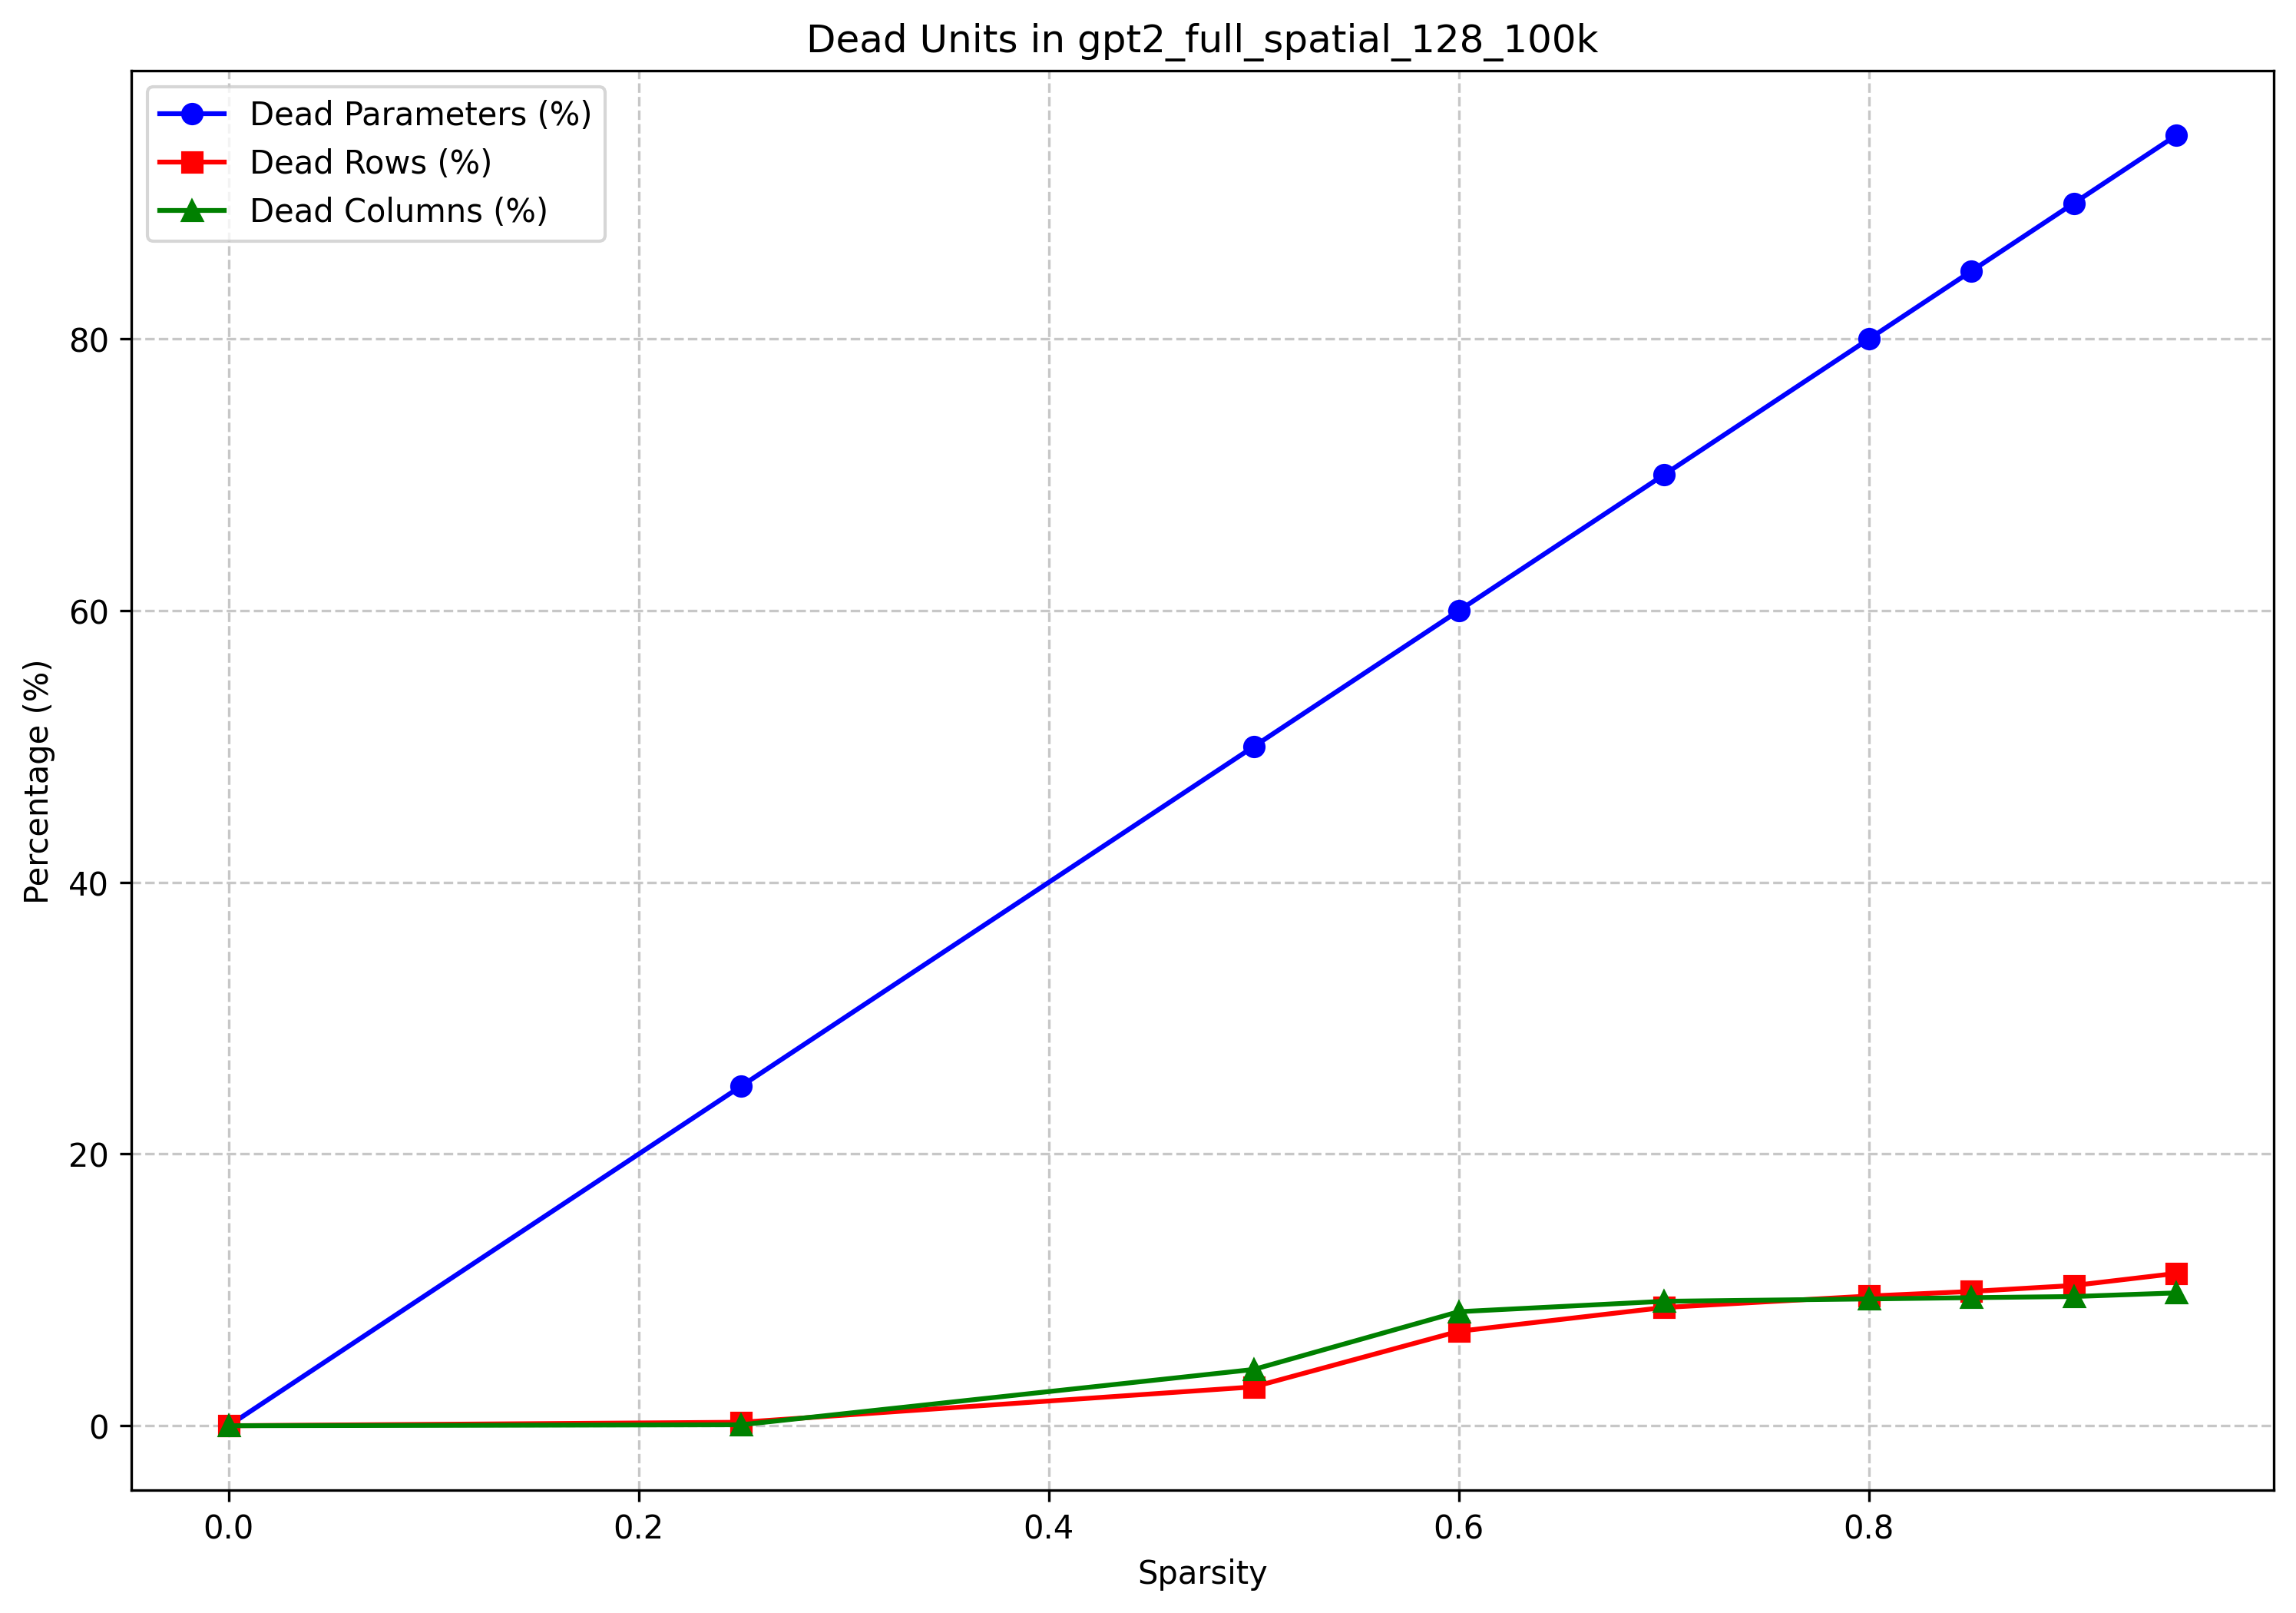 Dead Units in gpt2_full_spatial_128_100k
Dead Parameters (%)
Dead Rows (%)
Dead Columns (%)
Percentage (%)
80
60
40
20
0
0.0 0.2 0.4 0.6 0.8
Sparsity